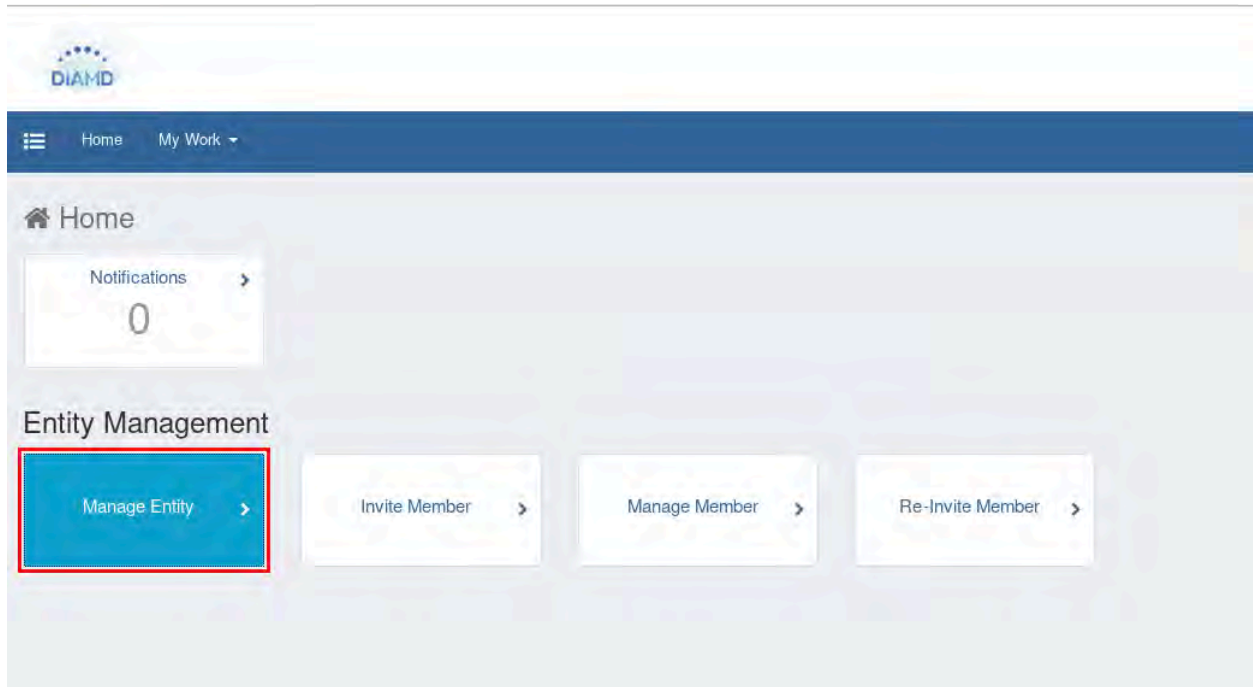 DIAMD
Home My Work
Home
Notifications
0
Entity Management
Manage Entity Invite Member Manage Member Re-Invite Member